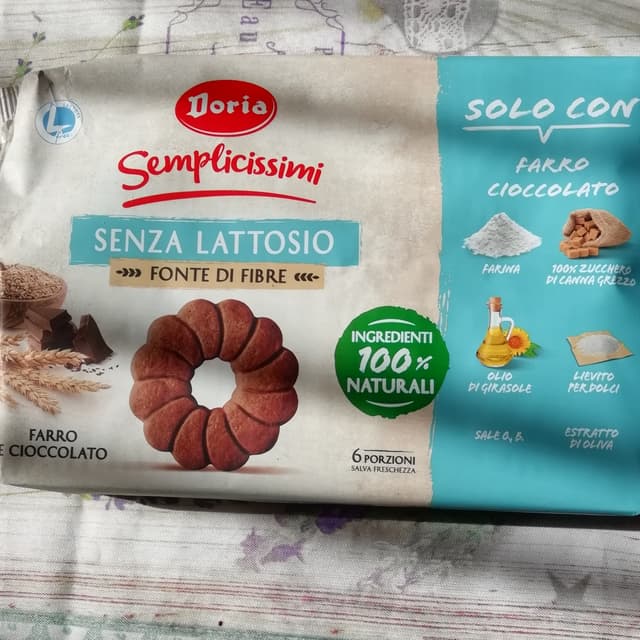 Doria
Semplicissimi
SENZA LATTOSIO
FONTE DI FIBRE
FARRO
E CIOCCOLATO
INGREDIENTI
100%
NATURALI
6 PORZIONI
SALVA FRESCHEZZA
SOLO CON
FARRO
CIOCCOLATO
FARINA
100% ZUCCHERO
DI CANNA GREZZO
OLIO
DI GIRASOLE
LIEVITO
PER DOLCI
SALE Q.B.
ESTRATTO
DI OLIVA